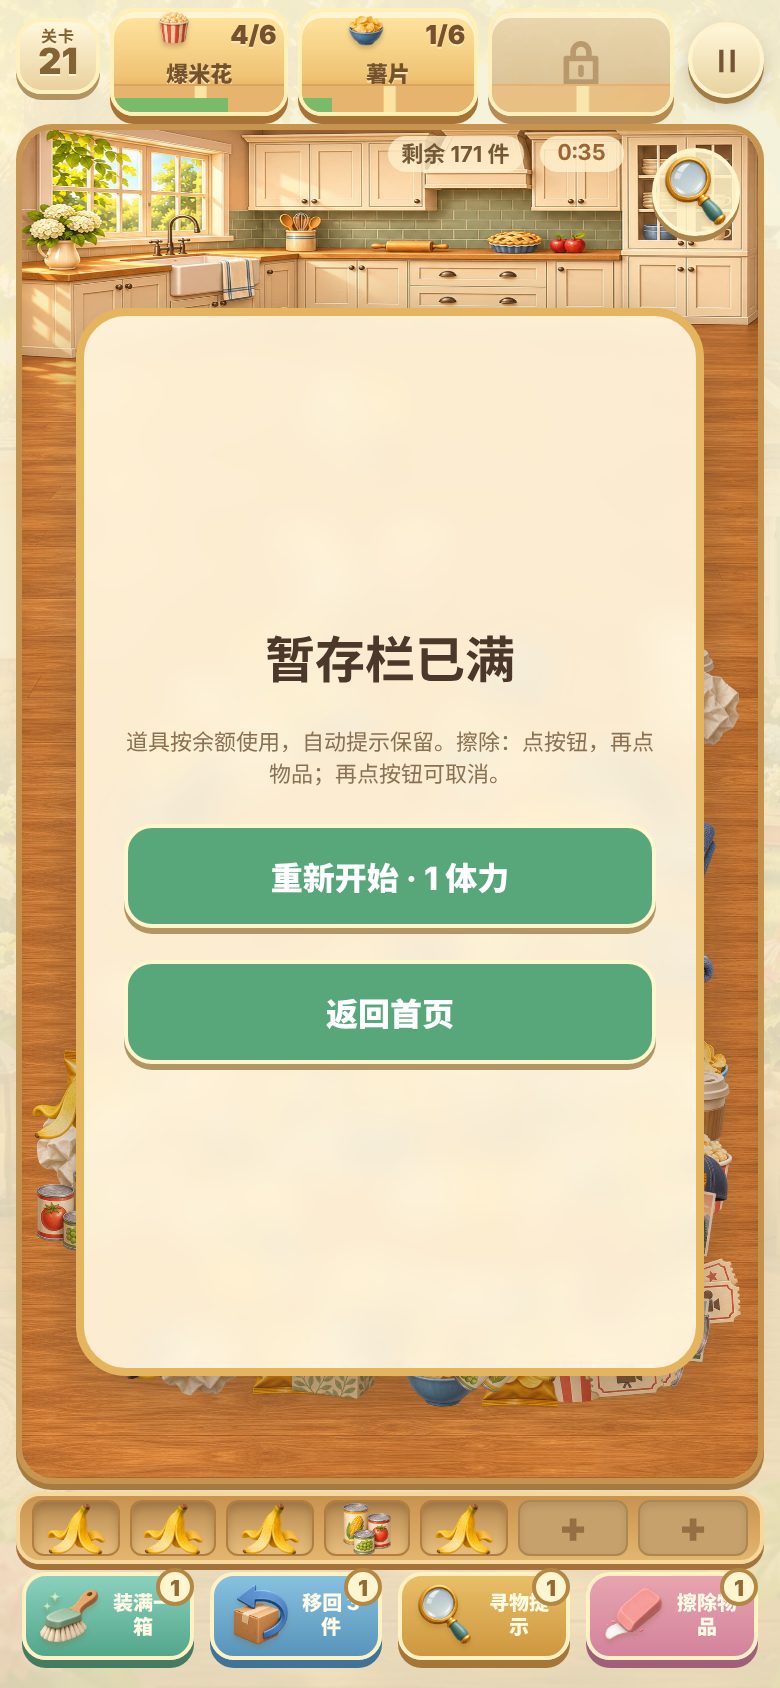 关卡
21
4/6
爆米花
1/6
薯片
剩余 171 件
0:35
暂存栏已满
道具按余额使用，自动提示保留。擦除：点按钮，再点
物品；再点按钮可取消。
重新开始 · 1 体力
返回首页
1
装满一
箱
1
移回
件
1
寻物提
示
1
擦除物
品